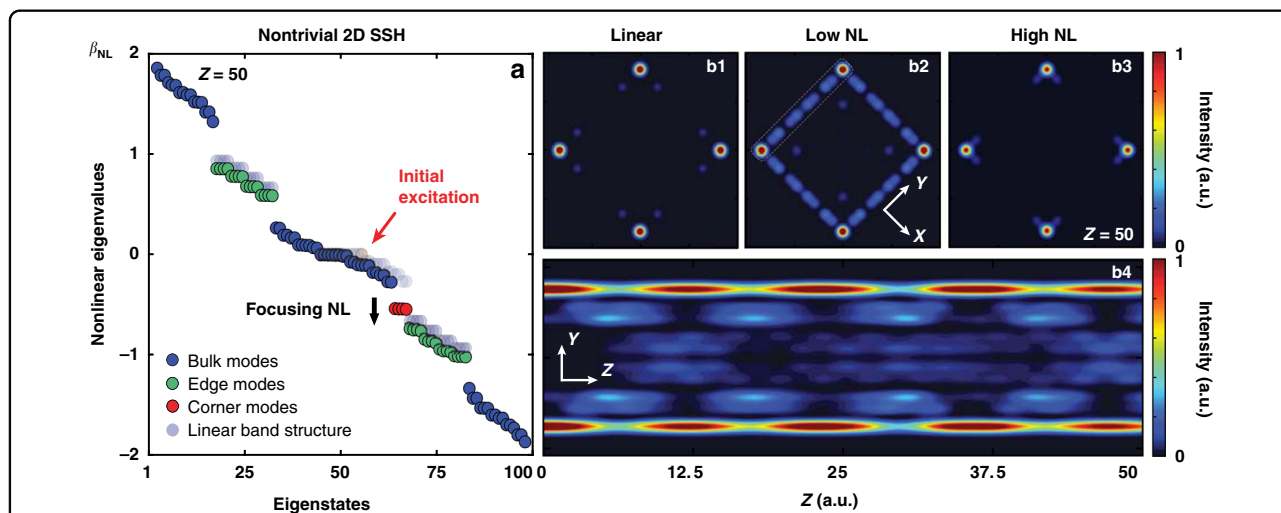 Nontrivial 2D SSH
Linear
Low NL
High NL
βNL
2
1
0
−1
−2
Nonlinear eigenvalues
Z = 50
a
Initial
excitation
Focusing NL
Bulk modes
Edge modes
Corner modes
Linear band structure
1
25
50
75
100
Eigenstates
b1
b2
Y
X
b3
Z = 50
1
0
Intensity (a.u.)
b4
Y
Z
0
12.5
25
37.5
50
Z (a.u.)
1
0
Intensity (a.u.)